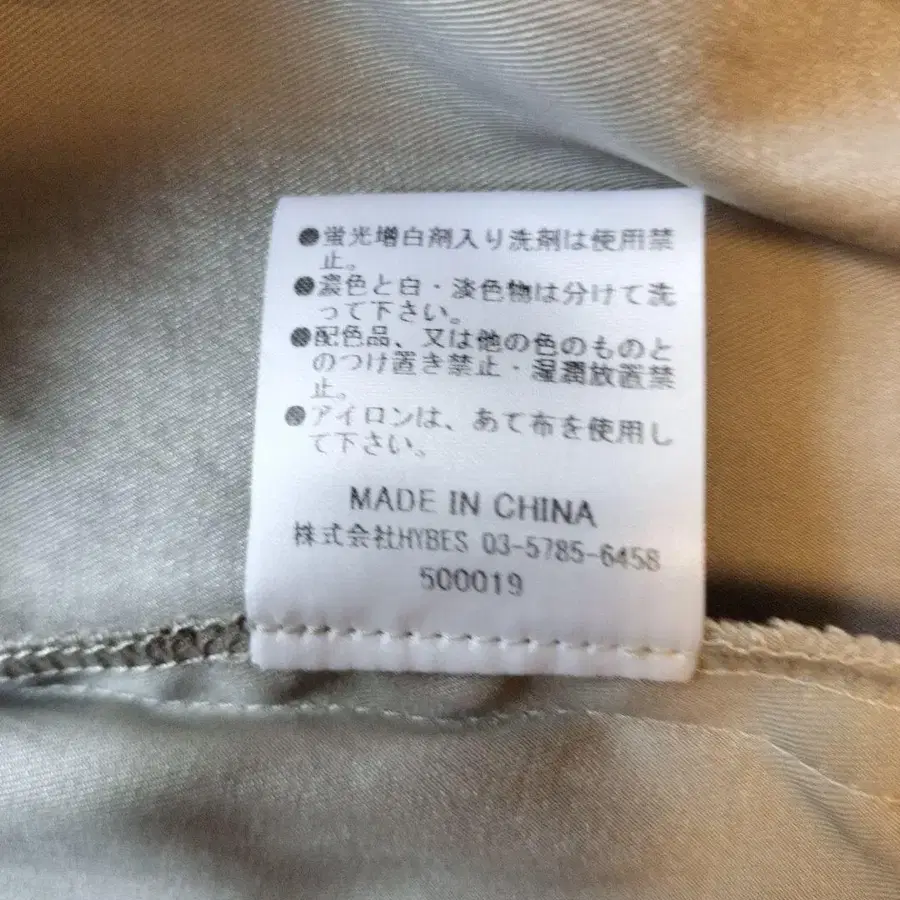 ●蛍光増白剤入り洗剤は使用禁
止。
●濃色と白・淡色物は分けて洗
って下さい。
●配色品、又は他の色のものと
のつけ置き禁止・湿潤放置禁
止。
●アイロンは、あて布を使用し
て下さい。
MADE IN CHINA
株式会社HYBES 03-5785-6458
500019